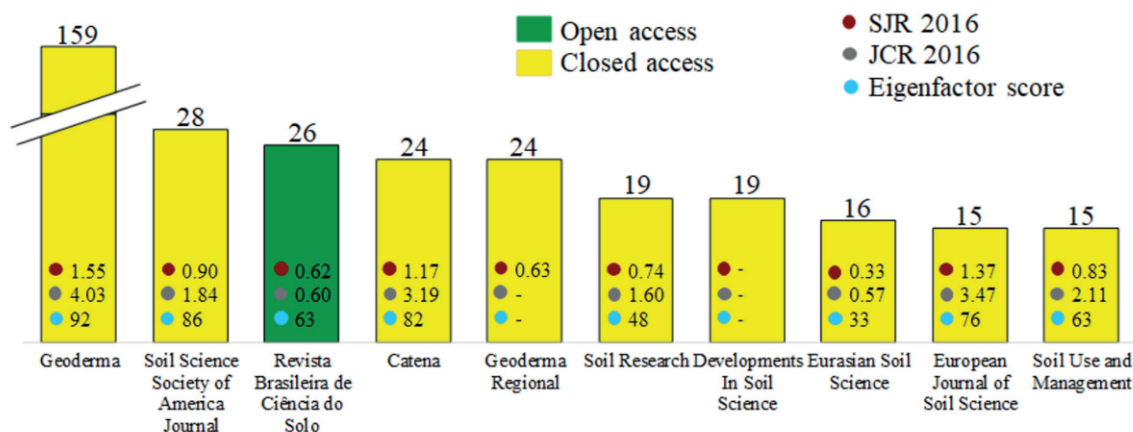 Open access
Closed access
SJR 2016
JCR 2016
Eigenfactor score
159
28
26
24
24
19
19
16
15
15
1.55
4.03
92
0.90
1.84
86
0.62
0.60
63
1.17
3.19
82
0.63
-
-
0.74
1.60
48
-
-
-
0.33
0.57
33
1.37
3.47
76
0.83
2.11
63
Geoderma
Soil Science
Society of
America
Journal
Revista
Brasileira de
Ciência do
Solo
Catena
Geoderma
Regional
Soil Research
Developments
In Soil
Science
Eurasian Soil
Science
European
Journal of
Soil Science
Soil Use and
Management